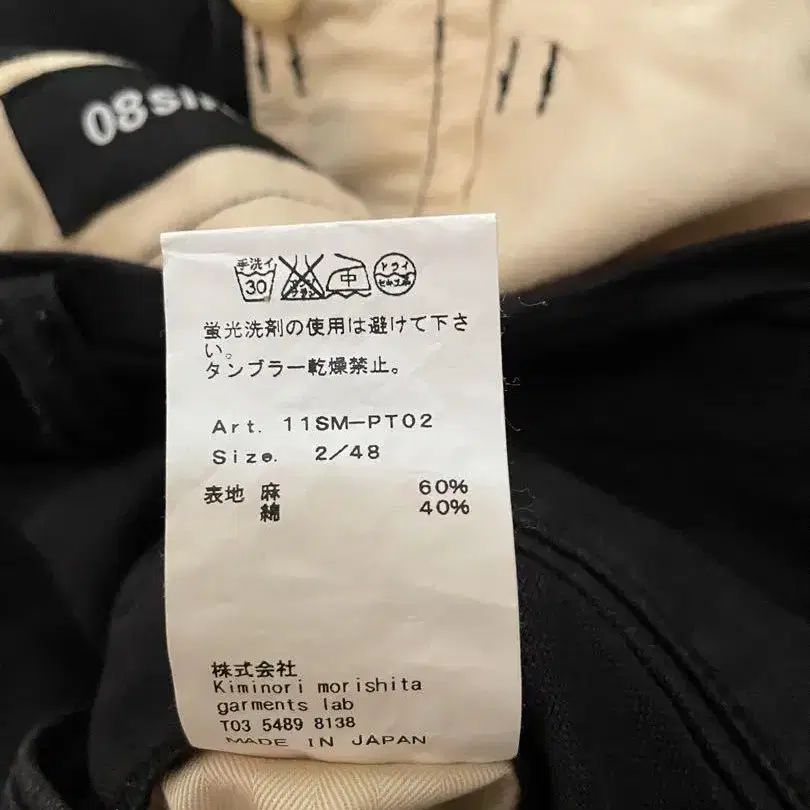 08si
手洗イ
30
中
ドライ
セキユ系
蛍光洗剤の使用は避けて下さ
い。
タンブラー乾燥禁止。
Art. 11SM-PT02
Size. 2/48
表地 麻 60%
綿 40%
株式会社
Kiminori morishita
garments lab
T03 5489 8138
MADE IN JAPAN